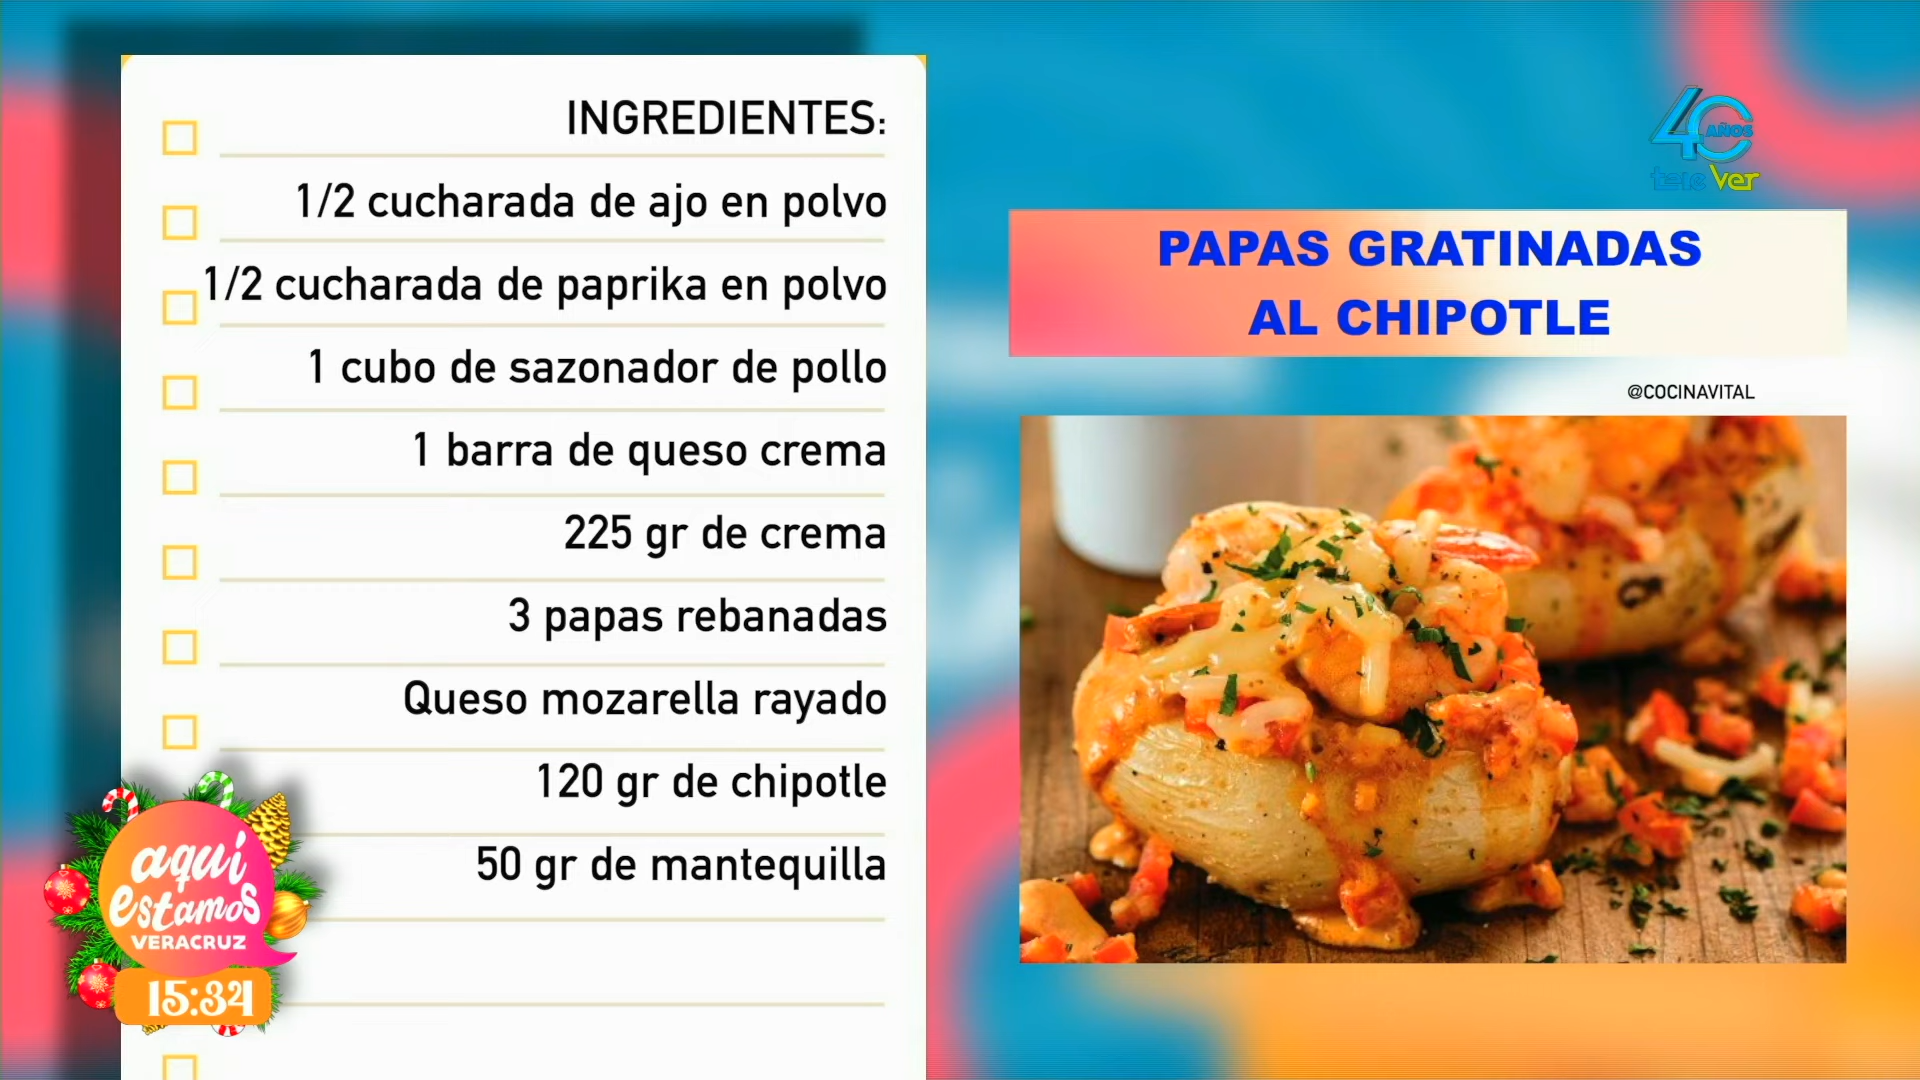 INGREDIENTES:
1/2 cucharada de ajo en polvo
1/2 cucharada de paprika en polvo
1 cubo de sazonador de pollo
1 barra de queso crema
225 gr de crema
3 papas rebanadas
Queso mozarella rayado
120 gr de chipotle
50 gr de mantequilla
aquí
estamos
VERACRUZ
15:34
40
AÑOS
teleVer
PAPAS GRATINADAS
AL CHIPOTLE
@COCINAVITAL